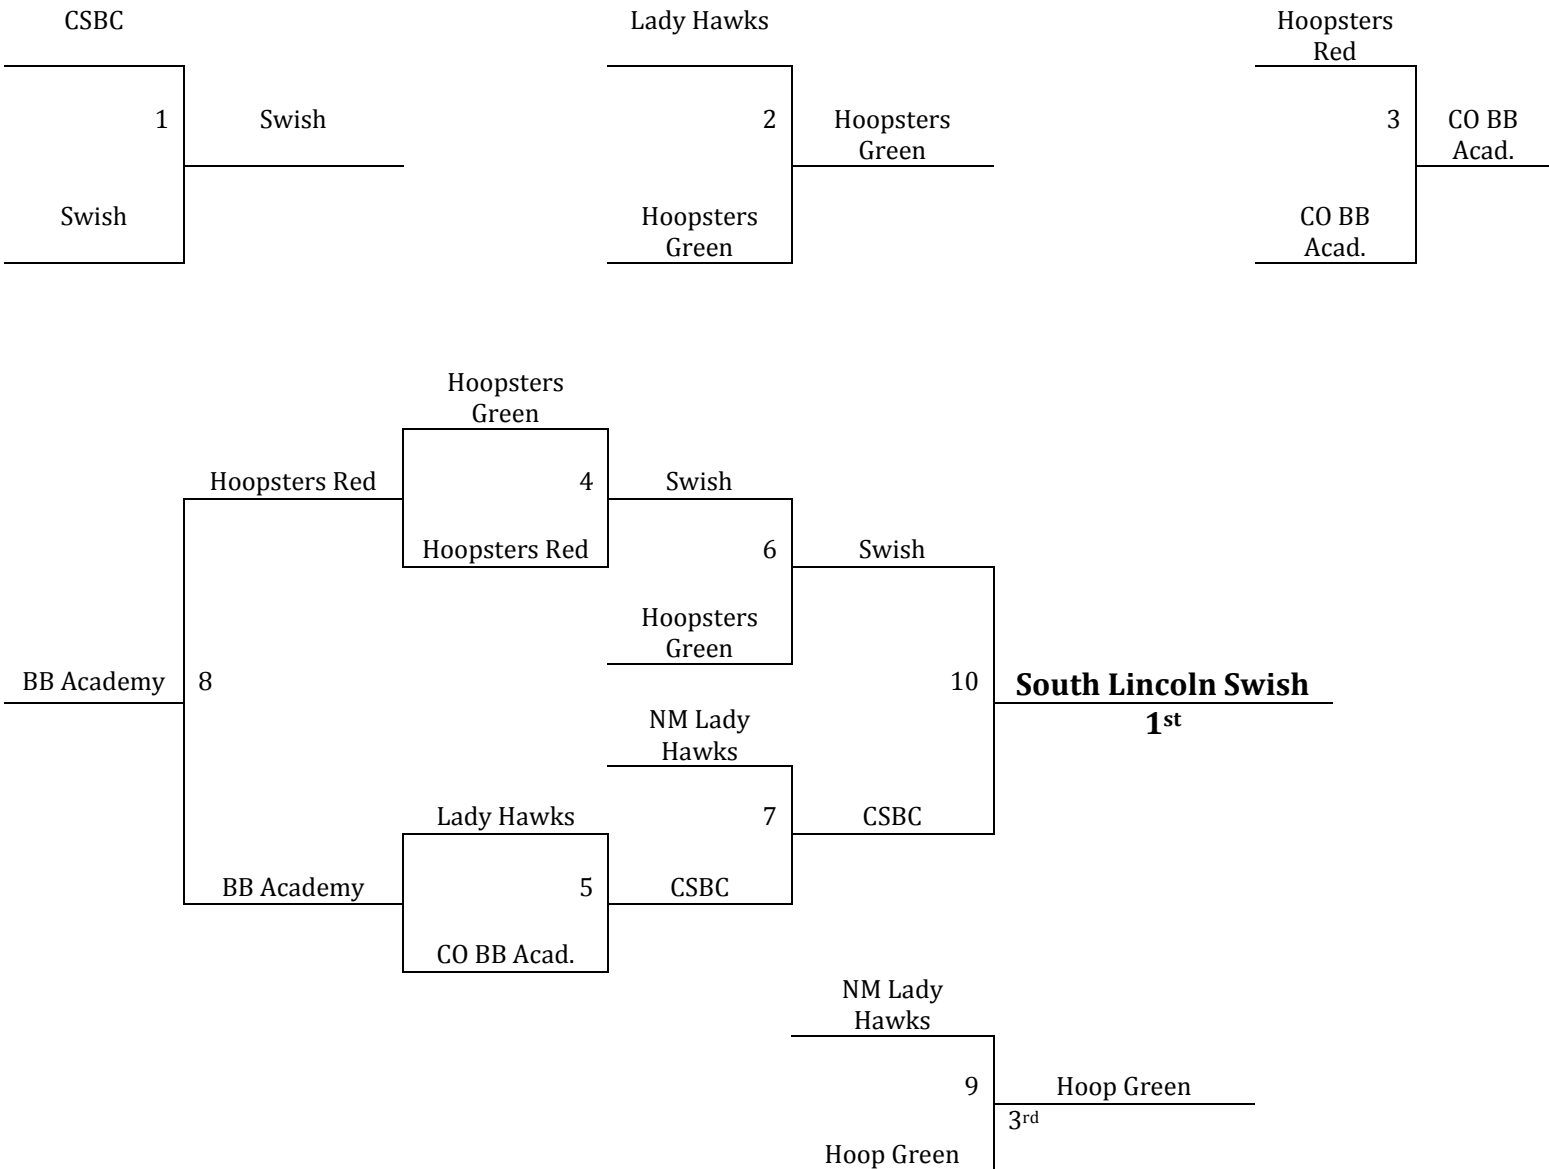 CSBC
Lady Hawks
Hoopsters
Red
1
Swish
2
Hoopsters
Green
3
CO BB
Acad.
Swish
Hoopsters
Green
CO BB
Acad.
Hoopsters
Green
Hoopsters Red
4
Swish
Hoopsters Red
6
Swish
Hoopsters
Green
BB Academy
8
10
South Lincoln Swish
1st
NM Lady
Hawks
Lady Hawks
7
CSBC
BB Academy
5
CSBC
CO BB Acad.
NM Lady
Hawks
9
Hoop Green
3rd
Hoop Green